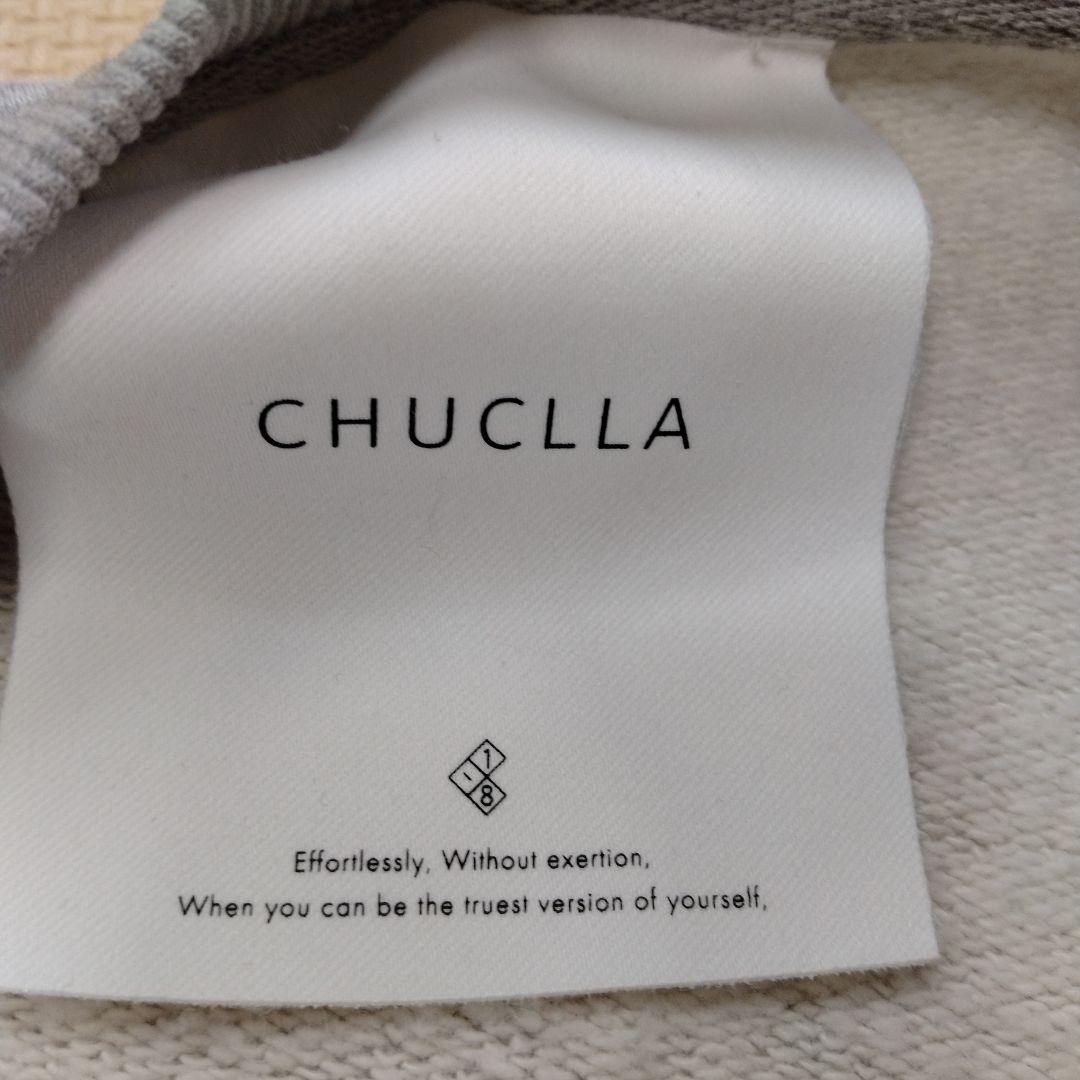 CHUCLLA
1
8
Effortlessly, Without exertion,
When you can be the truest version of yourself,